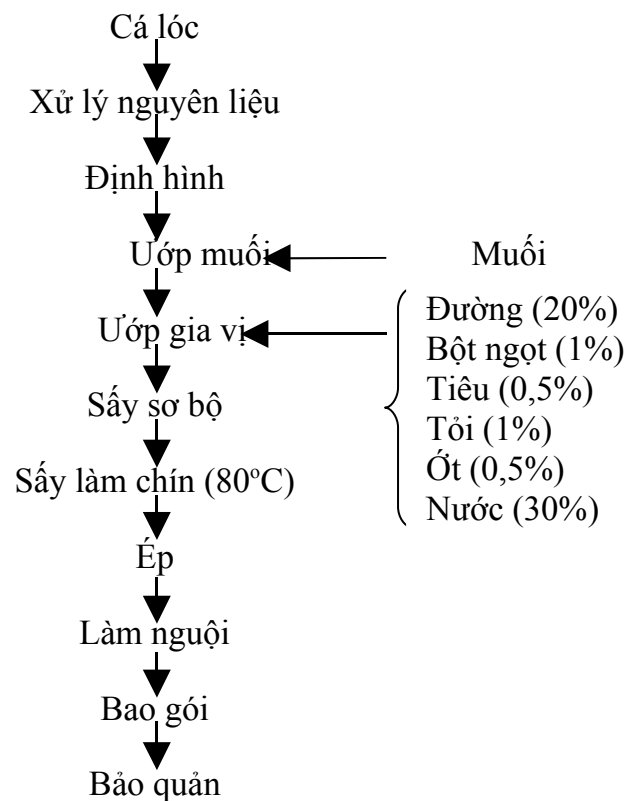 Cá lóc
Xử lý nguyên liệu
Định hình
Ướp muối
Muối
Ướp gia vị
Đường (20%)
Bột ngọt (1%)
Tiêu (0,5%)
Tỏi (1%)
Ớt (0,5%)
Nước (30%)
Sấy sơ bộ
Sấy làm chín (80ºC)
Ép
Làm nguội
Bao gói
Bảo quản